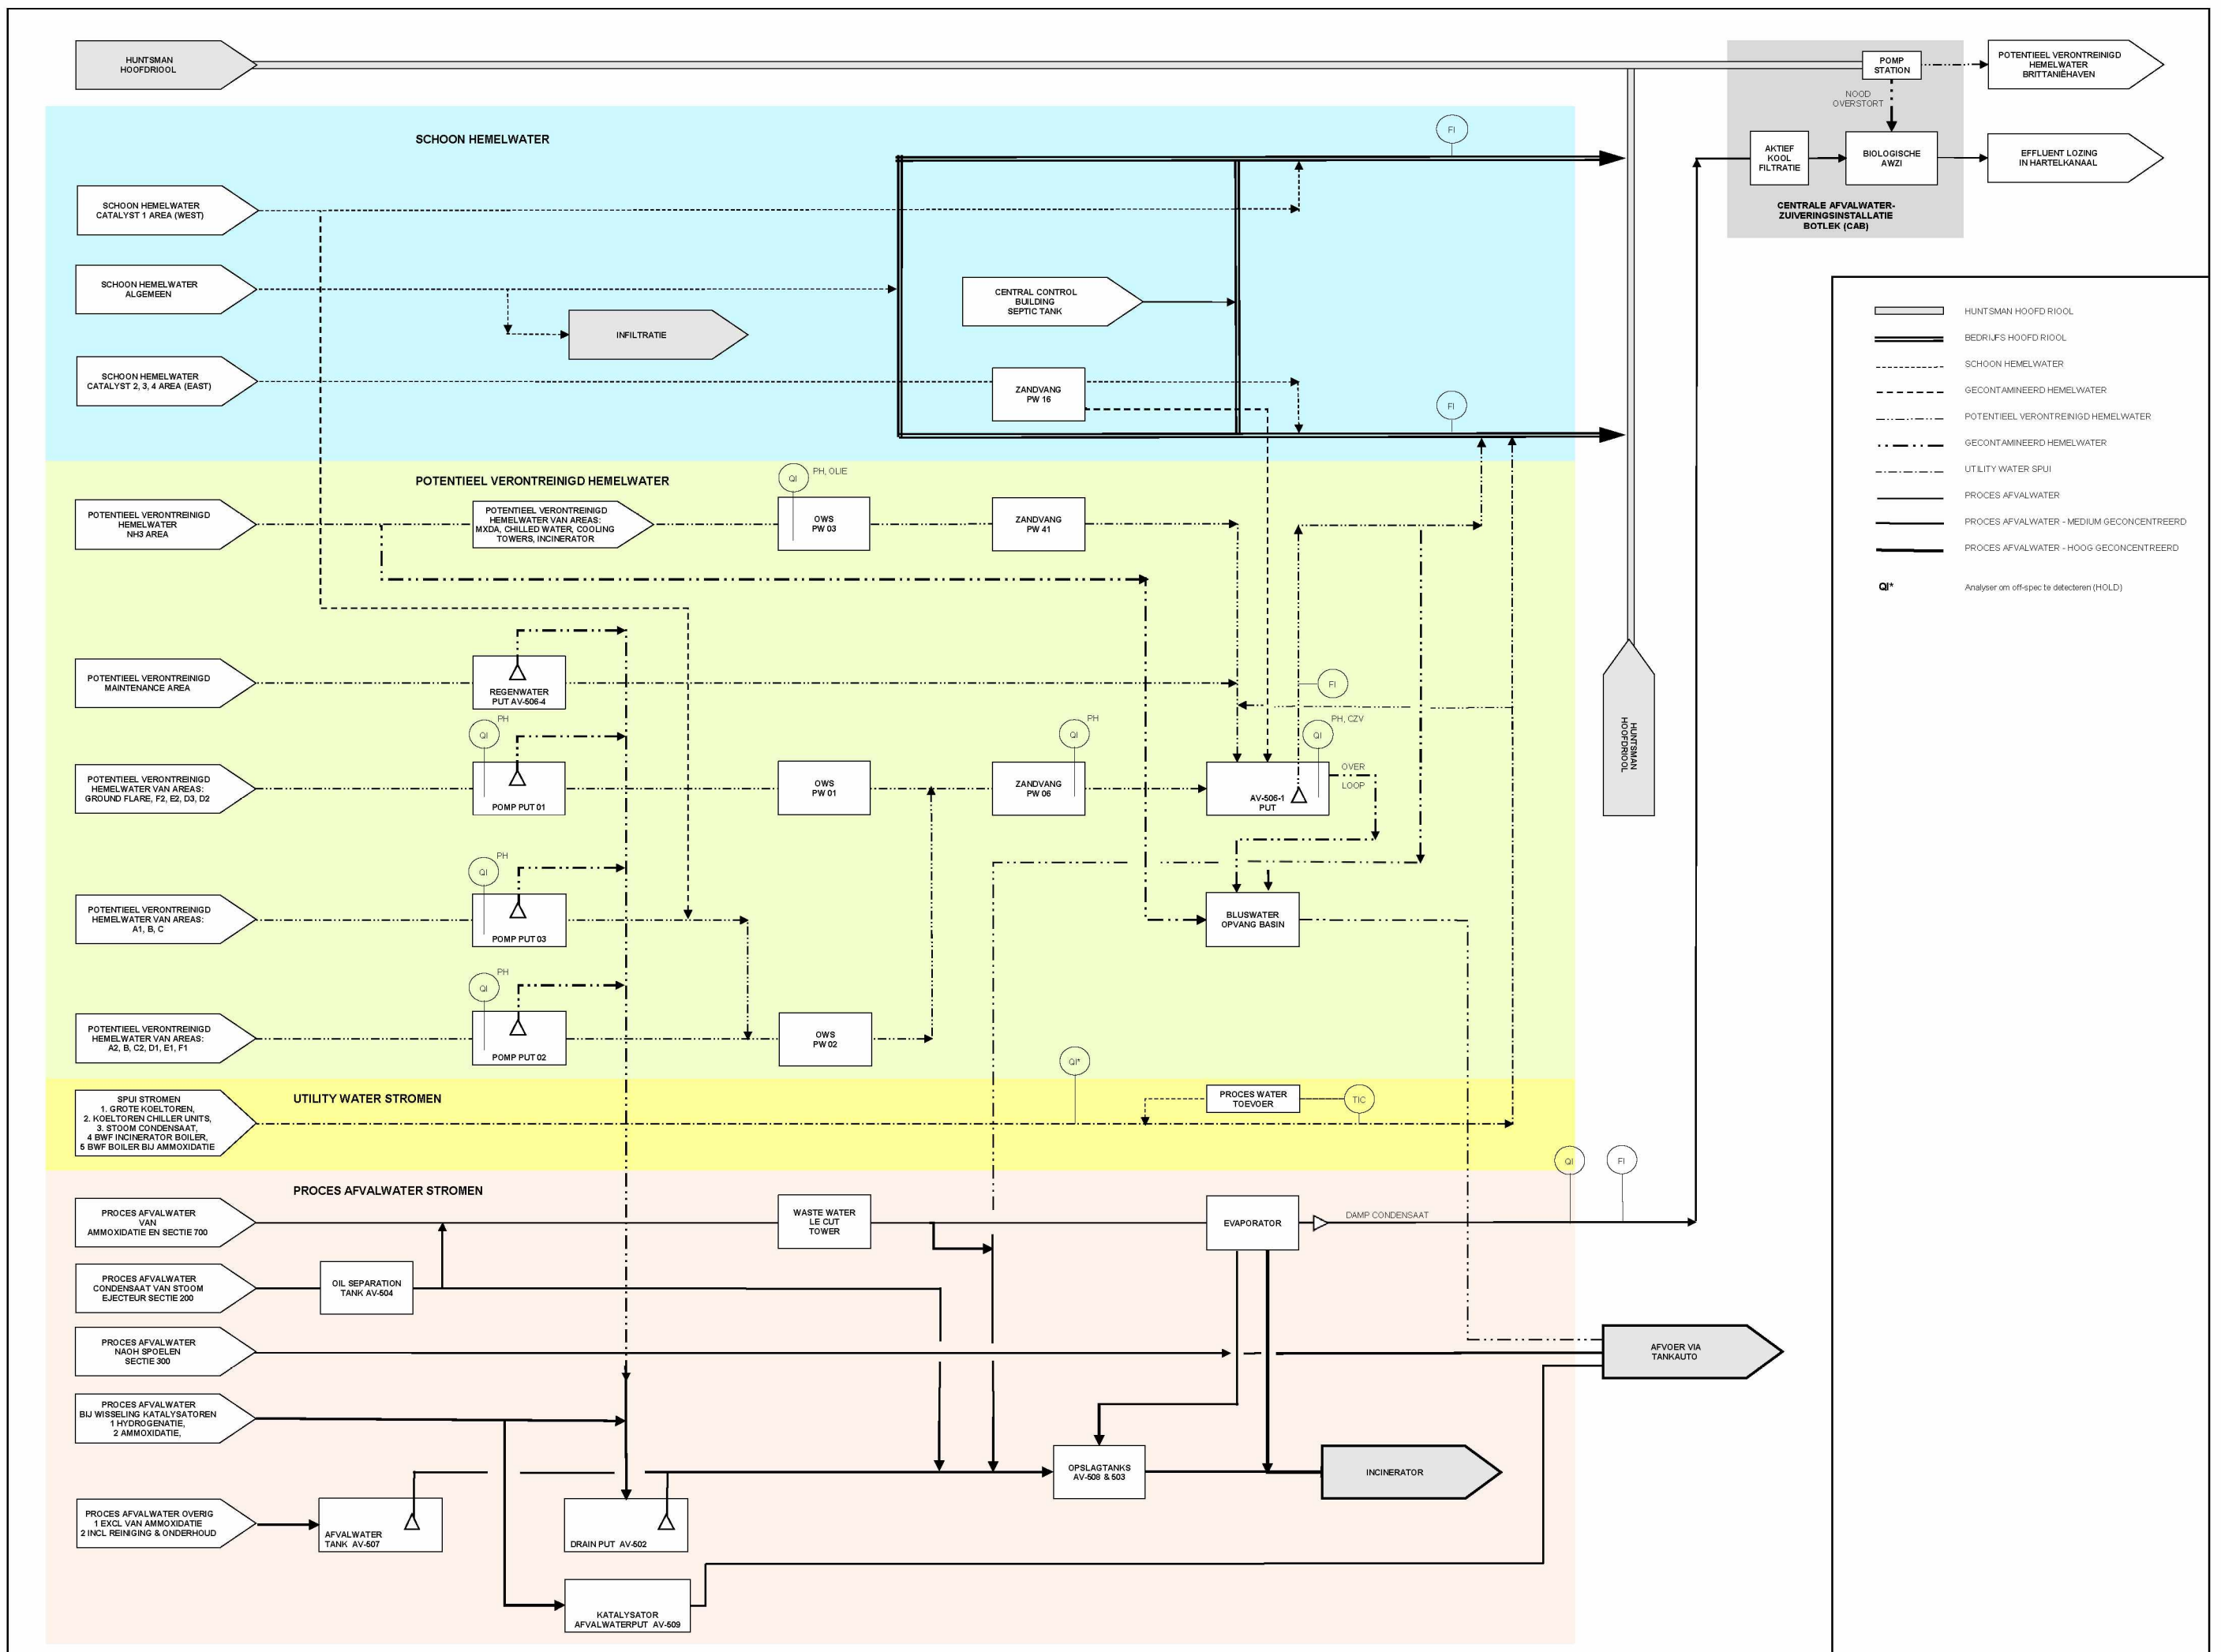 HUNTSMAN
HOOFDRIOOL
POMP
STATION
POTENTIEEL VERONTREINIGD
HEMELWATER
BRITTANIËHAVEN
NOOD
OVERSTORT
AKTIEF
KOOL
FILTRATIE
BIOLOGISCHE
AWZI
EFFLUENT LOZING
IN HARTELKANAAL
CENTRALE AFVALWATER-
ZUIVERINGSINSTALLATIE
BOTLEK (CAB)
SCHOON HEMELWATER
FI
SCHOON HEMELWATER
CATALYST 1 AREA (WEST)
SCHOON HEMELWATER
ALGEMEEN
INFILTRATIE
CENTRAL CONTROL
BUILDING
SEPTIC TANK
SCHOON HEMELWATER
CATALYST 2, 3, 4 AREA (EAST)
ZANDVANG
PW 16
FI
HUNTSMAN HOOFD RIOOL
BEDRIJFS HOOFD RIOOL
SCHOON HEMELWATER
GECONTAMINEERD HEMELWATER
POTENTIEEL VERONTREINIGD HEMELWATER
GECONTAMINEERD HEMELWATER
UTILITY WATER SPUI
PROCES AFVALWATER
PROCES AFVALWATER - MEDIUM GECONCENTREERD
PROCES AFVALWATER - HOOG GECONCENTREERD
QI*
Analyser om off-spec te detecteren (HOLD)
POTENTIEEL VERONTREINIGD HEMELWATER
POTENTIEEL VERONTREINIGD
HEMELWATER
NH3 AREA
POTENTIEEL VERONTREINIGD
HEMELWATER VAN AREAS:
MXDA, CHILLED WATER, COOLING
TOWERS, INCINERATOR
QI
PH, OLIE
OWS
PW 03
ZANDVANG
PW 41
POTENTIEEL VERONTREINIGD
MAINTENANCE AREA
REGENWATER
PUT AV-506-4
FI
HUNTSMAN
HOOFDRIOOL
POTENTIEEL VERONTREINIGD
HEMELWATER VAN AREAS:
GROUND FLARE, F2, E2, D3, D2
QI
PH
POMP PUT 01
OWS
PW 01
QI
PH
ZANDVANG
PW 06
QI
PH, CZV
AV-506-1
PUT
OVER
LOOP
POTENTIEEL VERONTREINIGD
HEMELWATER VAN AREAS:
A1, B, C
QI
PH
POMP PUT 03
BLUSWATER
OPVANG BASIN
POTENTIEEL VERONTREINIGD
HEMELWATER VAN AREAS:
A2, B, C2, D1, E1, F1
QI
PH
POMP PUT 02
OWS
PW 02
UTILITY WATER STROMEN
SPUI STROMEN
1. GROTE KOELTOREN,
2. KOELTOREN CHILLER UNITS,
3. STOOM CONDENSAAT,
4 BWF INCINERATOR BOILER,
5 BWF BOILER BIJ AMMOXIDATIE
QI*
PROCES WATER
TOEVOER
TIC
QI
FI
PROCES AFVALWATER STROMEN
PROCES AFVALWATER
VAN
AMMOXIDATIE EN SECTIE 700
WASTE WATER
LE CUT
TOWER
EVAPORATOR
DAMP CONDENSAAT
PROCES AFVALWATER
CONDENSAAT VAN STOOM
EJECTEUR SECTIE 200
OIL SEPARATION
TANK AV-504
PROCES AFVALWATER
NAOH SPOELEN
SECTIE 300
AFVOER VIA
TANKAUTO
PROCES AFVALWATER
BIJ WISSELING KATALYSATOREN
1 HYDROGENATIE,
2 AMMOXIDATIE,
OPSLAGTANKS
AV-508 & 503
INCINERATOR
PROCES AFVALWATER OVERIG
1 EXCL VAN AMMOXIDATIE
2 INCL REINIGING & ONDERHOUD
AFVALWATER
TANK AV-507
DRAIN PUT AV-502
KATALYSATOR
AFVALWATERPUT AV-509